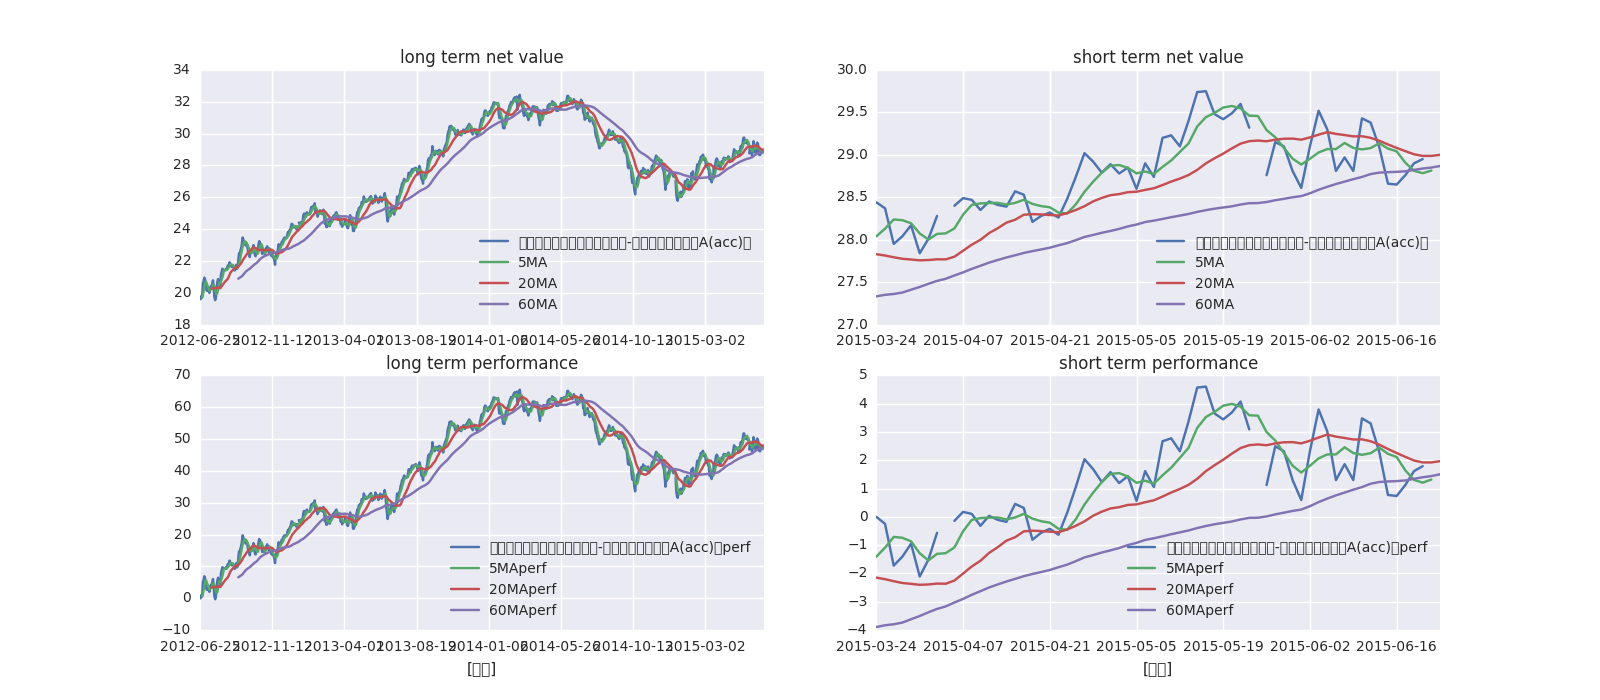 long term net value
34
32
30
28
26
24
22
20
18
A(acc)
5MA
20MA
60MA
2012-06-25 2012-11-12 2013-04-01 2013-08-19 2014-01-06 2014-05-26 2014-10-13 2015-03-02
short term net value
30.0
29.5
29.0
28.5
28.0
27.5
27.0
A(acc)
5MA
20MA
60MA
2015-03-24 2015-04-07 2015-04-21 2015-05-05 2015-05-19 2015-06-02 2015-06-16
long term performance
70
60
50
40
30
20
10
0
−10
A(acc) perf
5MAperf
20MAperf
60MAperf
2012-06-25 2012-11-12 2013-04-01 2013-08-19 2014-01-06 2014-05-26 2014-10-13 2015-03-02
short term performance
5
4
3
2
1
0
−1
−2
−3
−4
A(acc) perf
5MAperf
20MAperf
60MAperf
2015-03-24 2015-04-07 2015-04-21 2015-05-05 2015-05-19 2015-06-02 2015-06-16